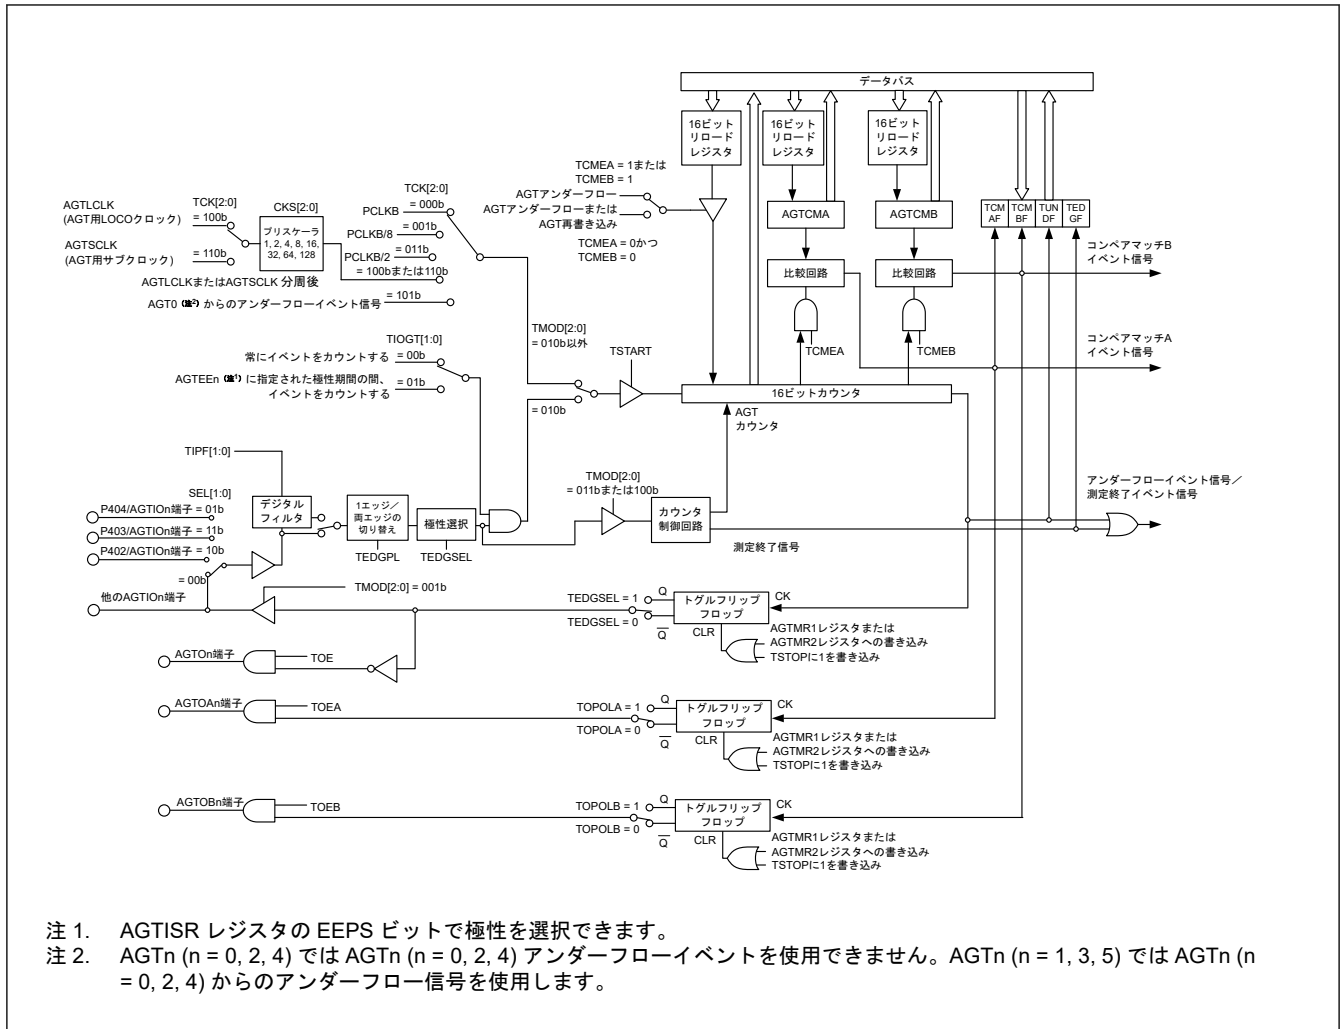 データバス
16ビット
リロード
レジスタ
16ビット
リロード
レジスタ
16ビット
リロード
レジスタ
TCMEA = 1または
TCMEB = 1
AGTアンダーフロー
AGTアンダーフローまたは
AGT再書き込み
TCMEA = 0かつ
TCMEB = 0
TCK[2:0]
AGTLCLK
(AGT用LOCOクロック)
= 100b
AGTSCLK
(AGT用サブクロック)
= 110b
CKS[2:0]
プリスケーラ
1, 2, 4, 8, 16,
32, 64, 128
TCK[2:0]
PCLKB
= 000b
PCLKB/8
= 001b
PCLKB/2
= 011b
= 100bまたは110b
AGTLCLKまたはAGTSCLK 分周後
AGT0 (注2) からのアンダーフローイベント信号
= 101b
AGTCMA
AGTCMB
TCM
AF
TCM
BF
TUN
DF
TED
GF
比較回路
比較回路
コンペアマッチB
イベント信号
TCMEA
TCMEB
コンペアマッチA
イベント信号
TIOGT[1:0]
常にイベントをカウントする
= 00b
AGTEEn (注1) に指定された極性期間の間、
イベントをカウントする
= 01b
TMOD[2:0]
= 010b以外
= 010b
TSTART
16ビットカウンタ
AGT
カウンタ
TIPF[1:0]
SEL[1:0]
P404/AGTIOn端子
= 01b
P403/AGTIOn端子
= 11b
P402/AGTIOn端子
= 10b
= 00b
他のAGTIOn端子
デジタル
フィルタ
1エッジ／
両エッジの
切り替え
極性選択
TEDGPL
TEDGSEL
TMOD[2:0]
= 011bまたは100b
カウンタ
制御回路
測定終了信号
アンダーフローイベント信号／
測定終了イベント信号
TMOD[2:0] = 001b
TEDGSEL = 1
TEDGSEL = 0
Q
Q
トグルフリップ
フロップ
CK
CLR
AGTMR1レジスタまたは
AGTMR2レジスタへの書き込み
TSTOPに1を書き込み
AGTOn端子
TOE
AGTOAn端子
TOEA
TOPOLA = 1
TOPOLA = 0
Q
Q
トグルフリップ
フロップ
CK
CLR
AGTMR1レジスタまたは
AGTMR2レジスタへの書き込み
TSTOPに1を書き込み
AGTOBn端子
TOEB
TOPOLB = 1
TOPOLB = 0
Q
Q
トグルフリップ
フロップ
CK
CLR
AGTMR1レジスタまたは
AGTMR2レジスタへの書き込み
TSTOPに1を書き込み
注 1. AGTISR レジスタの EEPS ビットで極性を選択できます。
注 2. AGTn (n = 0, 2, 4) では AGTn (n = 0, 2, 4) アンダーフローイベントを使用できません。AGTn (n = 1, 3, 5) では AGTn (n
= 0, 2, 4) からのアンダーフロー信号を使用します。